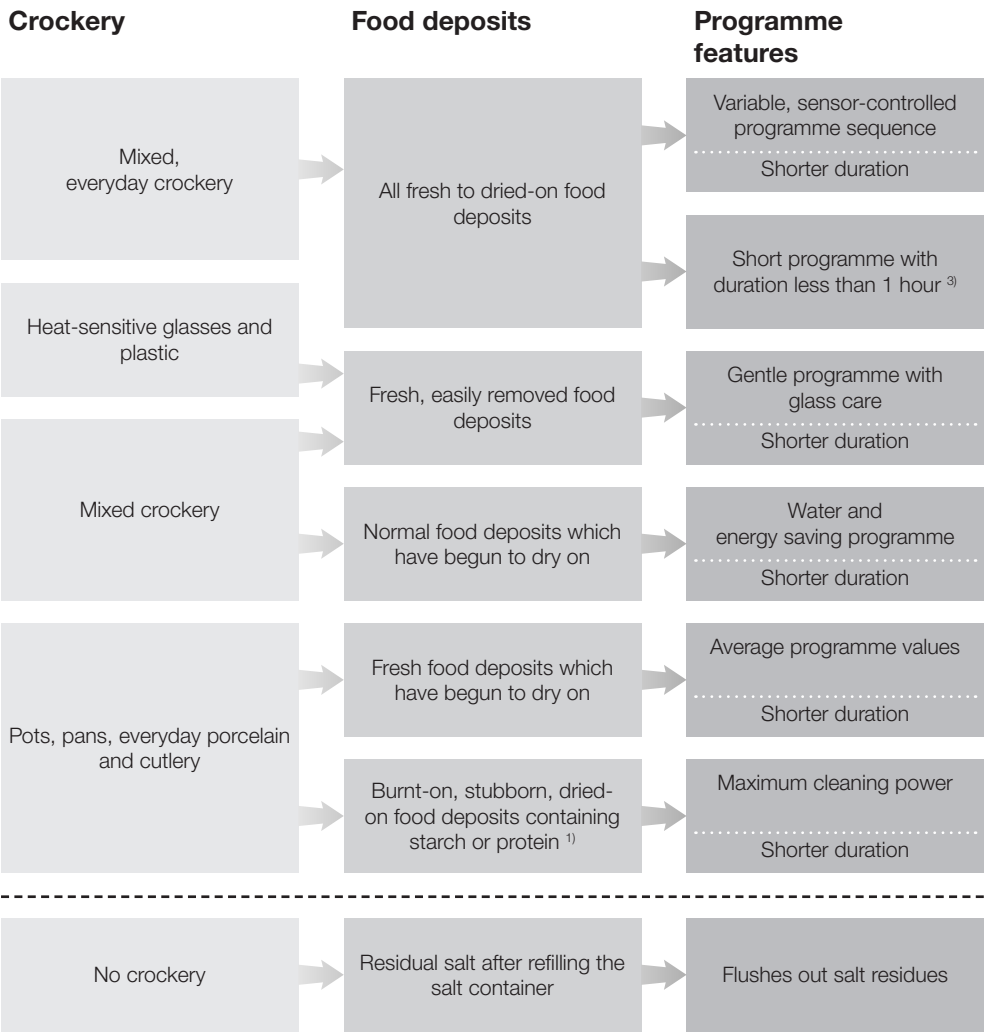 Crockery
Food deposits
Programme
features
Mixed,
everyday crockery
All fresh to dried-on food
deposits
Variable, sensor-controlled
programme sequence
Shorter duration
Short programme with
duration less than 1 hour 3)
Heat-sensitive glasses and
plastic
Fresh, easily removed food
deposits
Gentle programme with
glass care
Shorter duration
Mixed crockery
Normal food deposits which
have begun to dry on
Water and
energy saving programme
Shorter duration
Pots, pans, everyday porcelain
and cutlery
Fresh food deposits which
have begun to dry on
Average programme values
Shorter duration
Burnt-on, stubborn, dried-
on food deposits containing
starch or protein 1)
Maximum cleaning power
Shorter duration
No crockery
Residual salt after refilling the
salt container
Flushes out salt residues